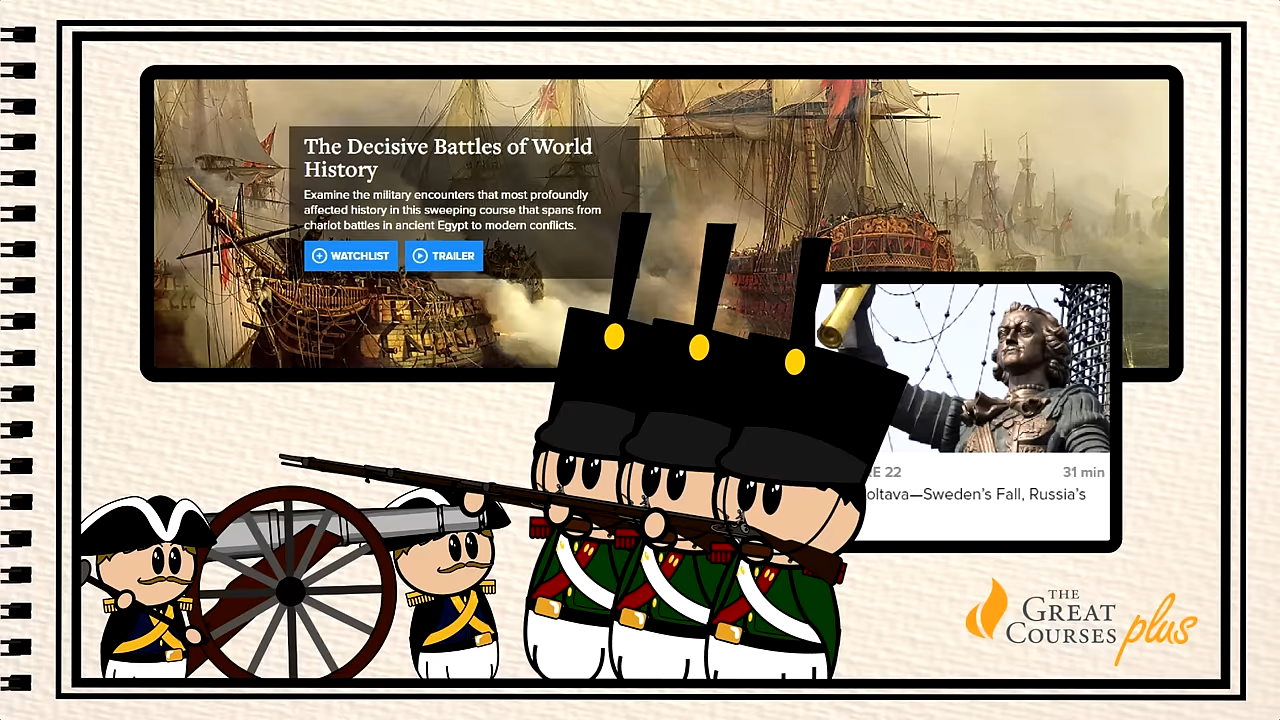 The Decisive Battles of World
History
Examine the military encounters that most profoundly
affected history in this sweeping course that spans from
chariot battles in ancient Egypt to modern conflicts.
WATCHLIST
TRAILER
22
31 min
Sweden's Fall, Russia's
THE
GREAT
COURSES
plus